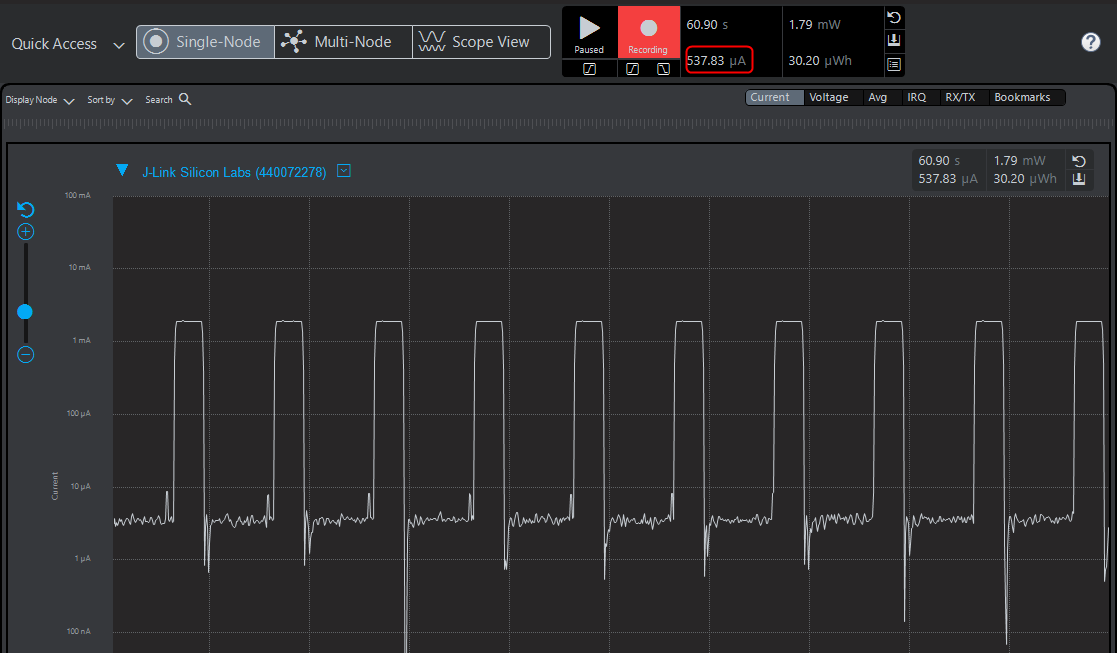 Quick Access
Single-Node
Multi-Node
Scope View
Paused
Recording
60.90 s
537.83 µA
1.79 mW
30.20 µWh
?
Display Node
Sort by
Search
Current
Voltage
Avg
IRQ
RX/TX
Bookmarks
J-Link Silicon Labs (440072278)
60.90 s
537.83 µA
1.79 mW
30.20 µWh
100 mA
10 mA
1 mA
100 µA
10 µA
1 µA
100 nA
Current